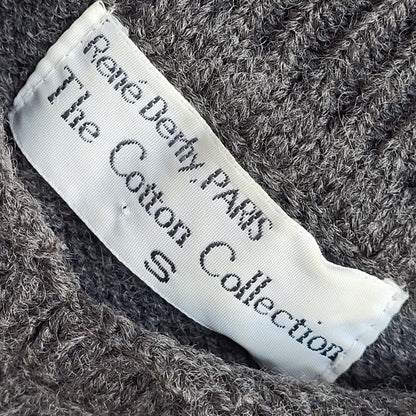 René Derhy, PARIS
The Cotton Collection
S